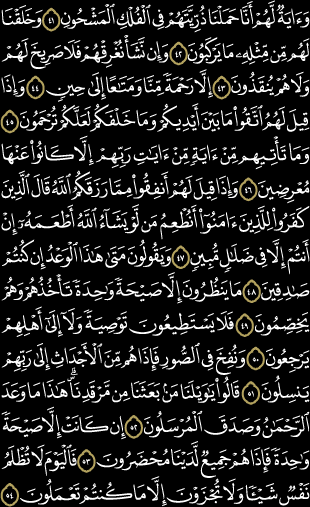 وَءَايَةٞ لَّهُمۡ أَنَّا حَمَلۡنَا ذُرِّيَّتَهُمۡ فِي ٱلۡفُلۡكِ ٱلۡمَشۡحُونِ ٤١ وَخَلَقۡنَا
لَهُم مِّن مِّثۡلِهِۦ مَا يَرۡكَبُونَ ٤٢ وَإِن نَّشَأۡ نُغۡرِقۡهُمۡ فَلَا صَرِيخَ لَهُمۡ
وَلَا هُمۡ يُنقَذُونَ ٤٣ إِلَّا رَحۡمَةٗ مِّنَّا وَمَتَٰعًا إِلَىٰ حِينٖ ٤٤ وَإِذَا
قِيلَ لَهُمُ ٱتَّقُواْ مَا بَيۡنَ أَيۡدِيكُمۡ وَمَا خَلۡفَكُمۡ لَعَلَّكُمۡ تُرۡحَمُونَ ٤٥
وَمَا تَأۡتِيهِم مِّنۡ ءَايَةٖ مِّنۡ ءَايَٰتِ رَبِّهِمۡ إِلَّا كَانُواْ عَنۡهَا
مُعۡرِضِينَ ٤٦ وَإِذَا قِيلَ لَهُمۡ أَنفِقُواْ مِمَّا رَزَقَكُمُ ٱللَّهُ قَالَ ٱلَّذِينَ
كَفَرُواْ لِلَّذِينَ ءَامَنُوٓاْ أَنُطۡعِمُ مَن لَّوۡ يَشَآءُ ٱللَّهُ أَطۡعَمَهُۥٓ إِنۡ
أَنتُمۡ إِلَّا فِي ضَلَٰلٖ مُّبِينٖ ٤٧ وَيَقُولُونَ مَتَىٰ هَٰذَا ٱلۡوَعۡدُ إِن كُنتُمۡ
صَٰدِقِينَ ٤٨ مَا يَنظُرُونَ إِلَّا صَيۡحَةٗ وَٰحِدَةٗ تَأۡخُذُهُمۡ وَهُمۡ
يَخِصِّمُونَ ٤٩ فَلَا يَسۡتَطِيعُونَ تَوۡصِيَةٗ وَلَآ إِلَىٰٓ أَهۡلِهِمۡ
يَرۡجِعُونَ ٥٠ وَنُفِخَ فِي ٱلصُّورِ فَإِذَا هُم مِّنَ ٱلۡأَجۡدَاثِ إِلَىٰ رَبِّهِمۡ
يَنسِلُونَ ٥١ قَالُواْ يَٰوَيۡلَنَا مَنۢ بَعَثَنَا مِن مَّرۡقَدِنَاۜۗ هَٰذَا مَا وَعَدَ
ٱلرَّحۡمَٰنُ وَصَدَقَ ٱلۡمُرۡسَلُونَ ٥٢ إِن كَانَتۡ إِلَّا صَيۡحَةٗ
وَٰحِدَةٗ فَإِذَا هُمۡ جَمِيعٞ لَّدَيۡنَا مُحۡضَرُونَ ٥٣ فَٱلۡيَوۡمَ لَا تُظۡلَمُ
نَفۡسٞ شَيۡـٔٗا وَلَا تُجۡزَوۡنَ إِلَّا مَا كُنتُمۡ تَعۡمَلُونَ ٥٤